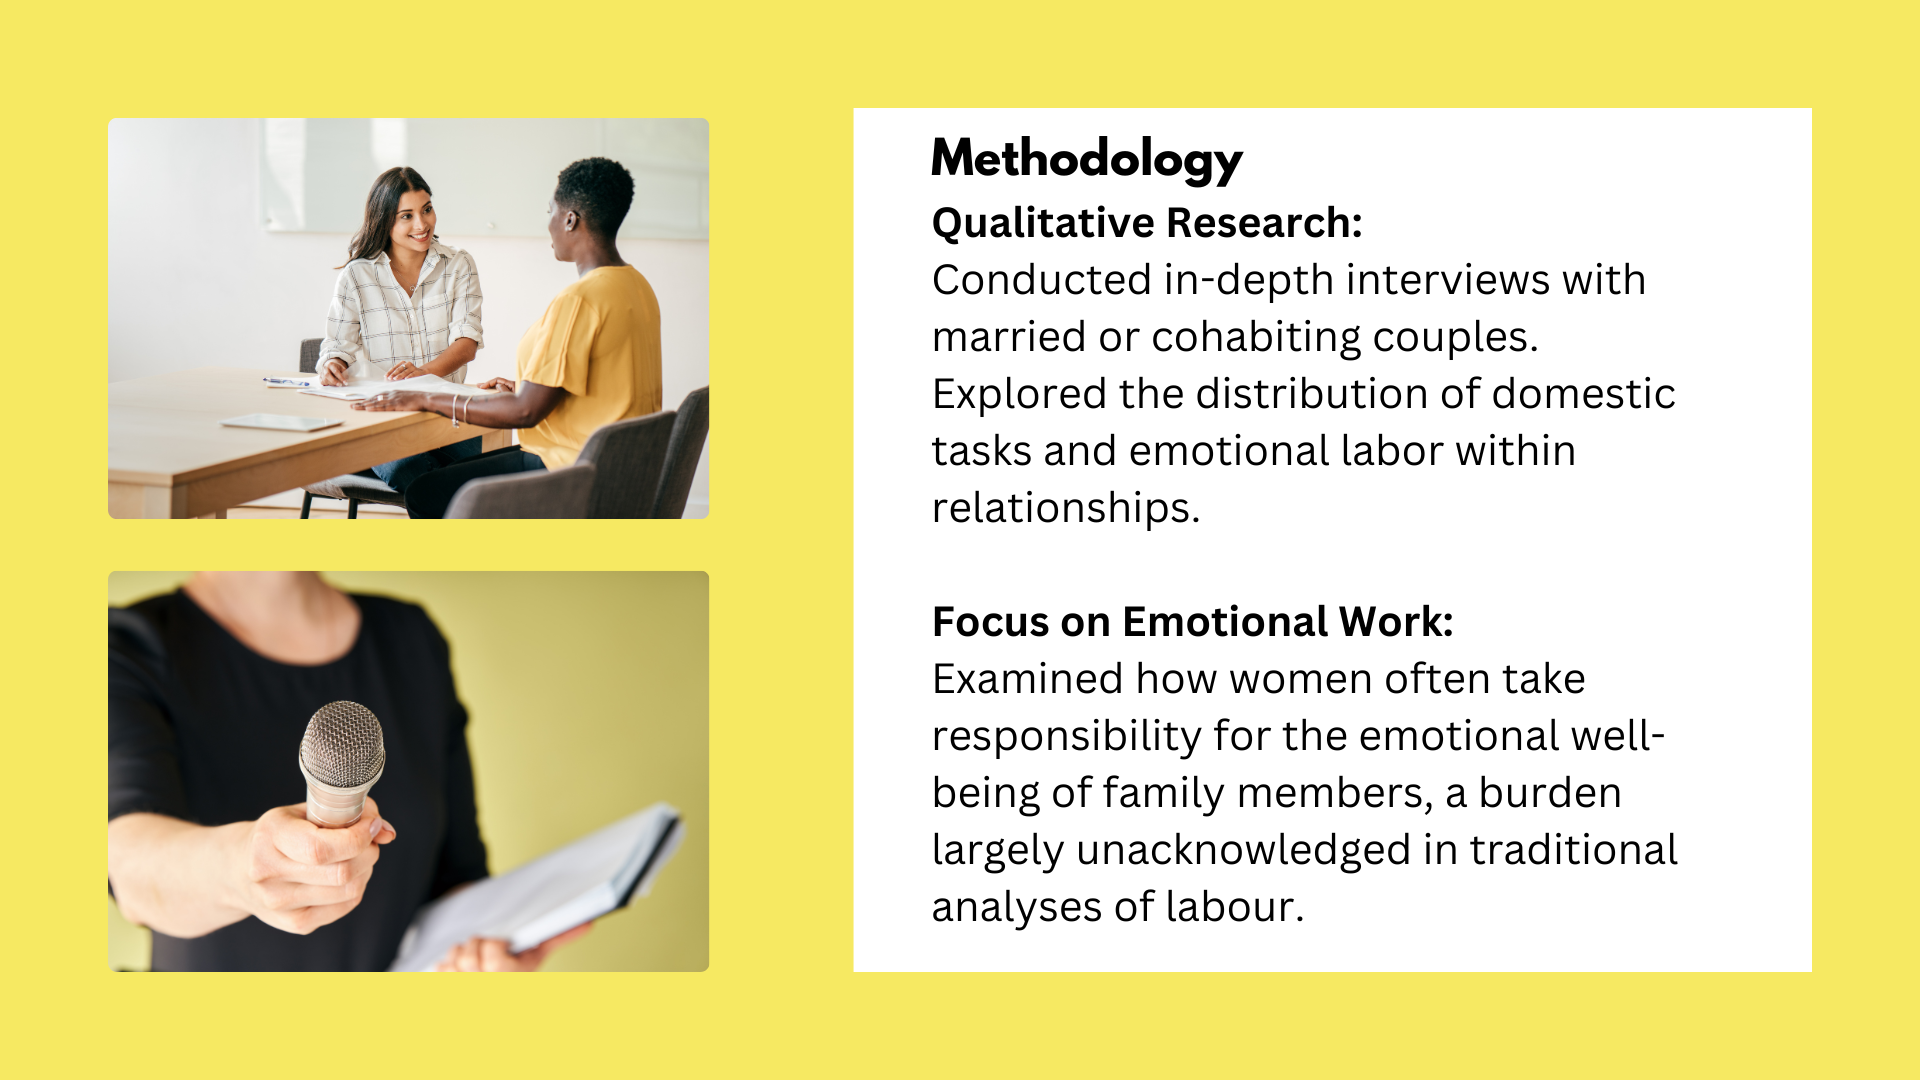 Methodology
Qualitative Research:
Conducted in-depth interviews with
married or cohabiting couples.
Explored the distribution of domestic
tasks and emotional labor within
relationships.
Focus on Emotional Work:
Examined how women often take
responsibility for the emotional well-
being of family members, a burden
largely unacknowledged in traditional
analyses of labour.